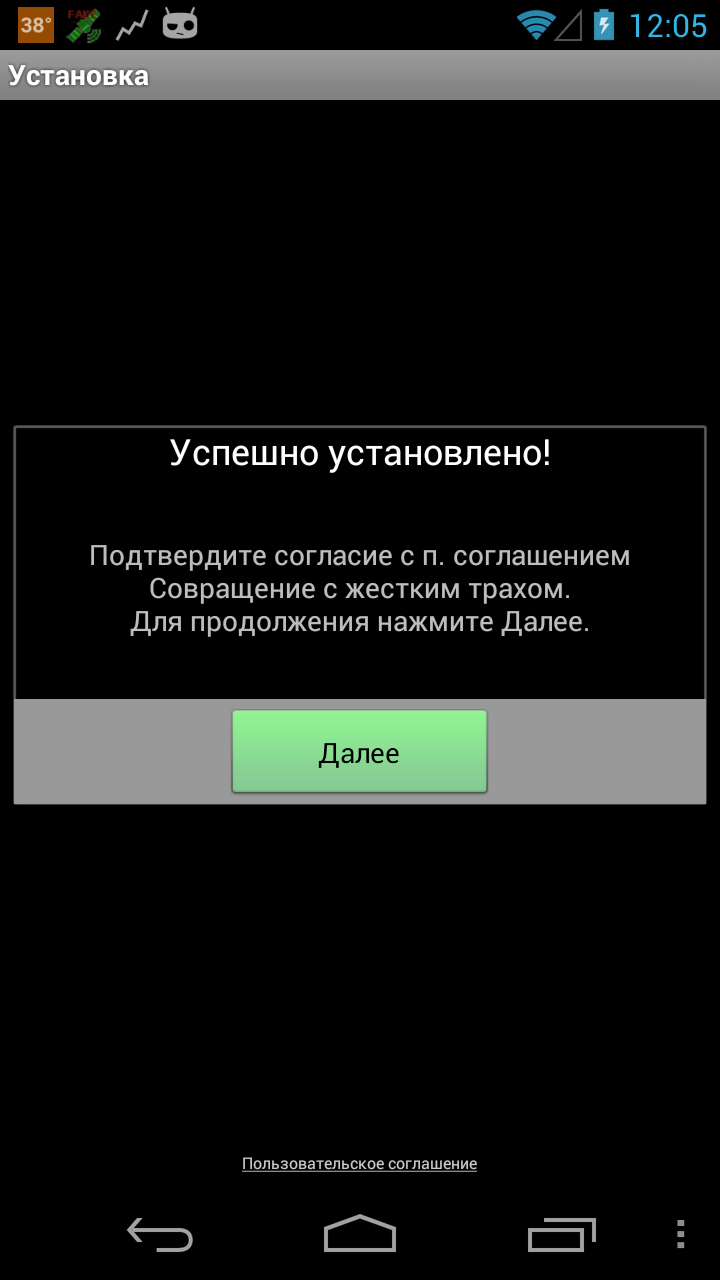 38°
FAKE
12:05
Установка
Успешно установлено!
Подтвердите согласие с п. соглашением
Совращение с жестким трахом.
Для продолжения нажмите Далее.
Далее
Пользовательское соглашение